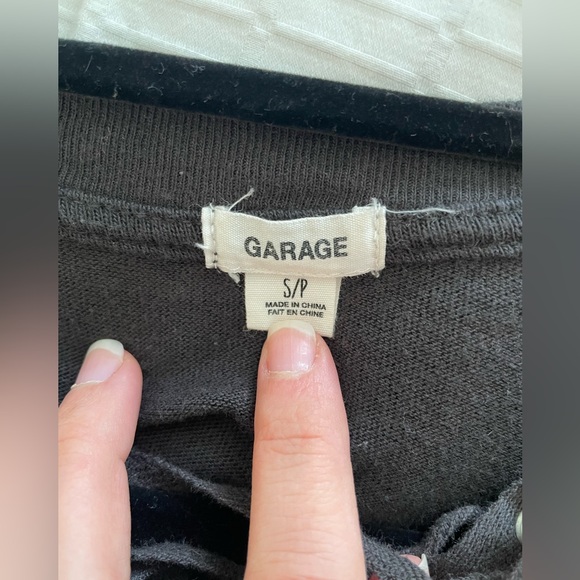 GARAGE
S/P
MADE IN CHINA
FAIT EN CHINE